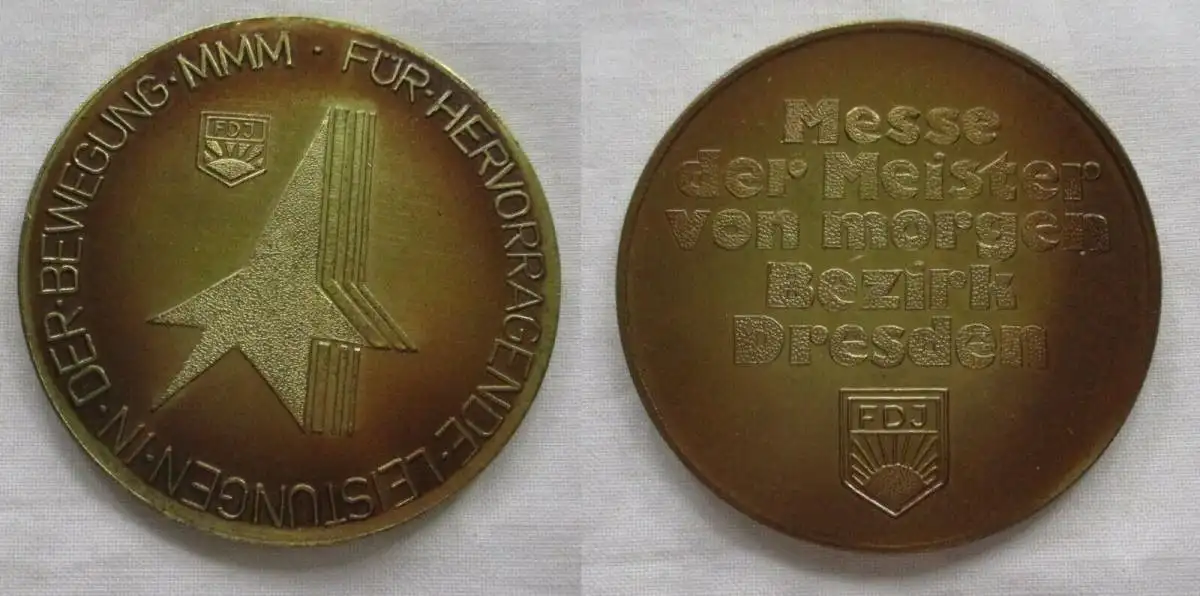 FÜR·HERVORRAGENDE·LEISTUNGEN·IN·DER·BEWEGUNG·MMM·
FDJ
Messe
der Meister
von morgen
Bezirk
Dresden
FDJ